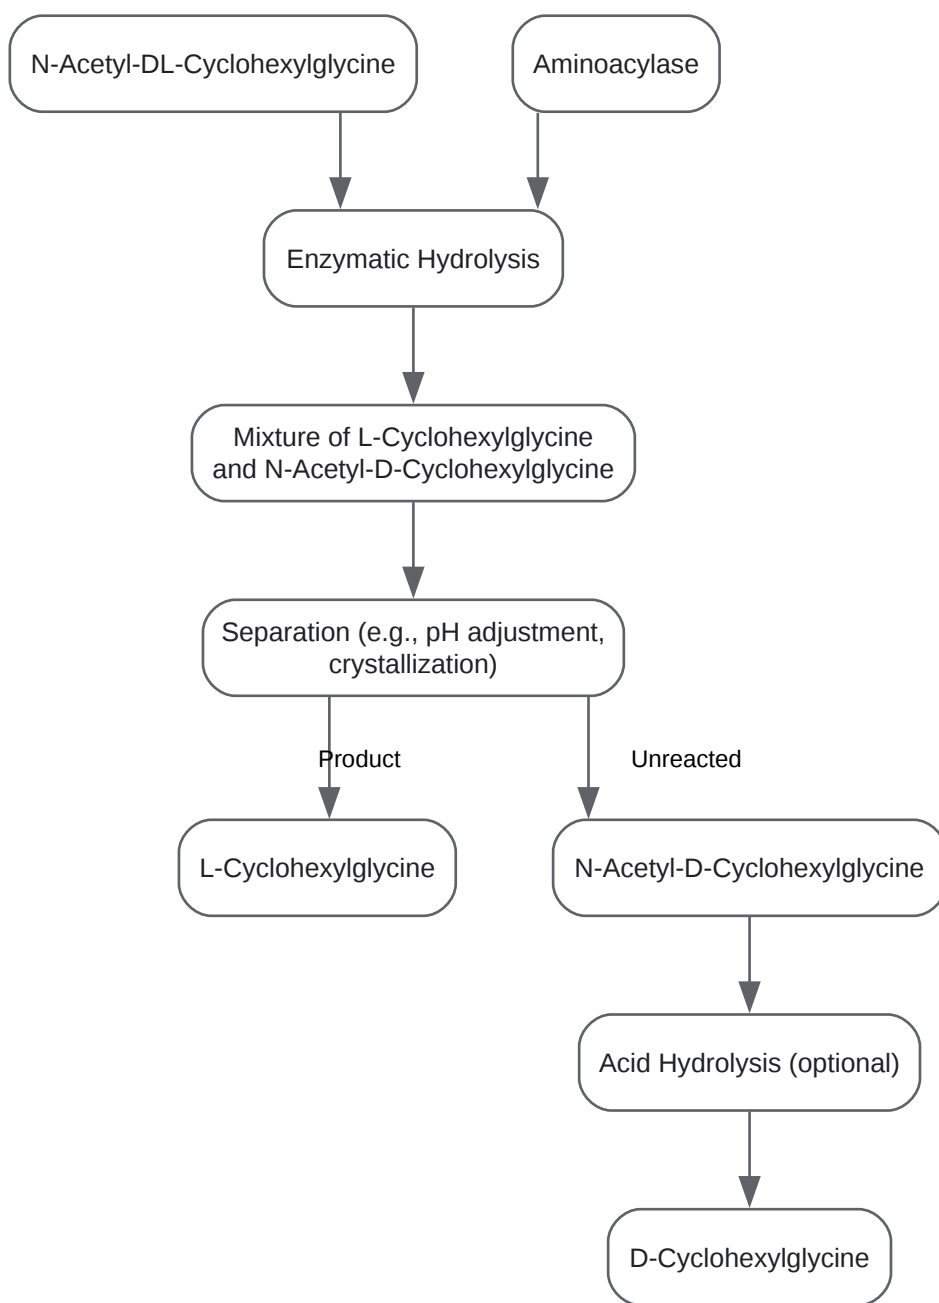 N-Acetyl-DL-Cyclohexylglycine
Aminoacylase
Enzymatic Hydrolysis
Mixture of L-Cyclohexylglycine
and N-Acetyl-D-Cyclohexylglycine
Separation (e.g., pH adjustment,
crystallization)
Product
Unreacted
L-Cyclohexylglycine
N-Acetyl-D-Cyclohexylglycine
Acid Hydrolysis (optional)
D-Cyclohexylglycine